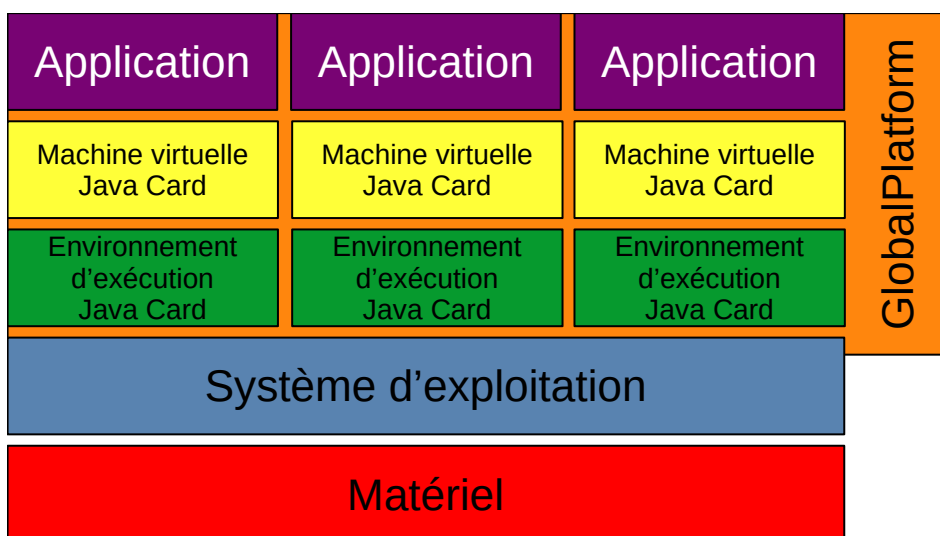 Application
Application
Application
GlobalPlatform
Machine virtuelle
Java Card
Machine virtuelle
Java Card
Machine virtuelle
Java Card
Environnement
d’exécution
Java Card
Environnement
d’exécution
Java Card
Environnement
d’exécution
Java Card
Système d’exploitation
Matériel